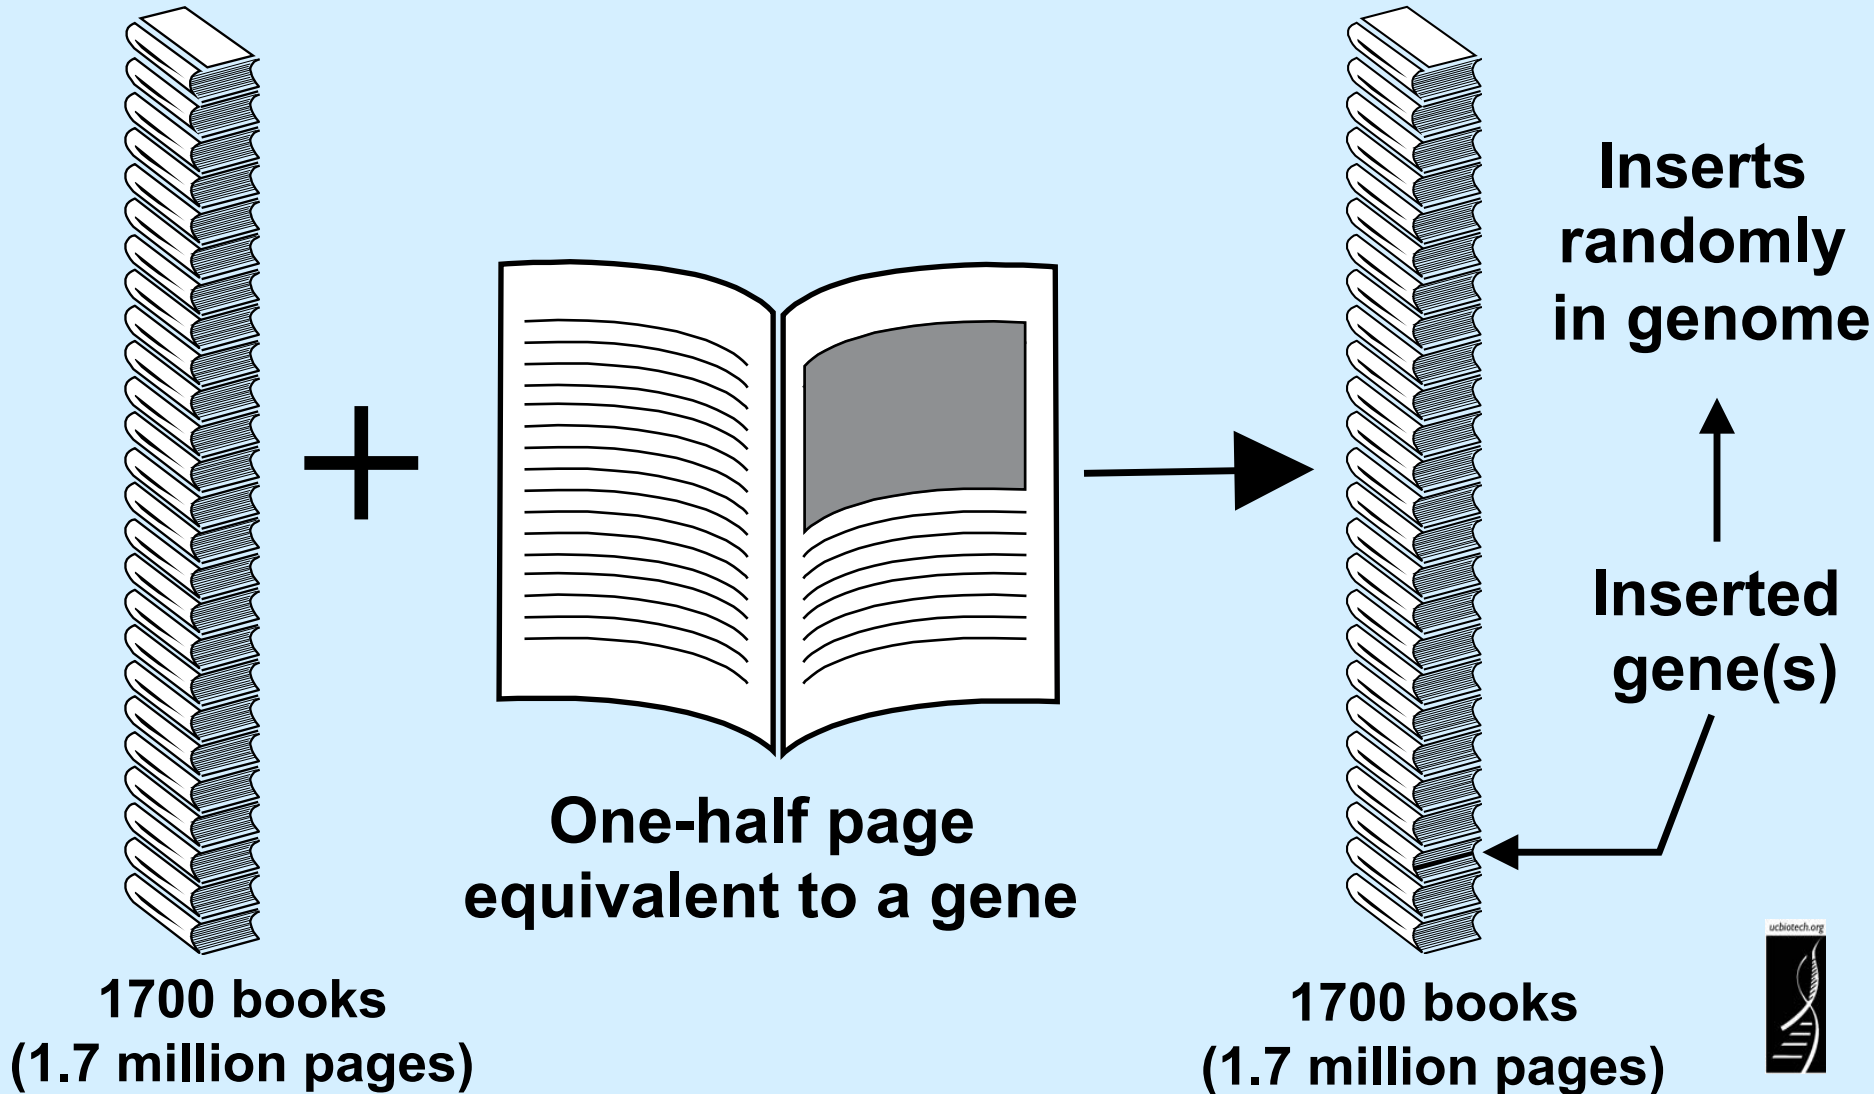 1700 books
(1.7 million pages)
One-half page
equivalent to a gene
1700 books
(1.7 million pages)
Inserts
randomly
in genome
Inserted
gene(s)
ucbiotech.org